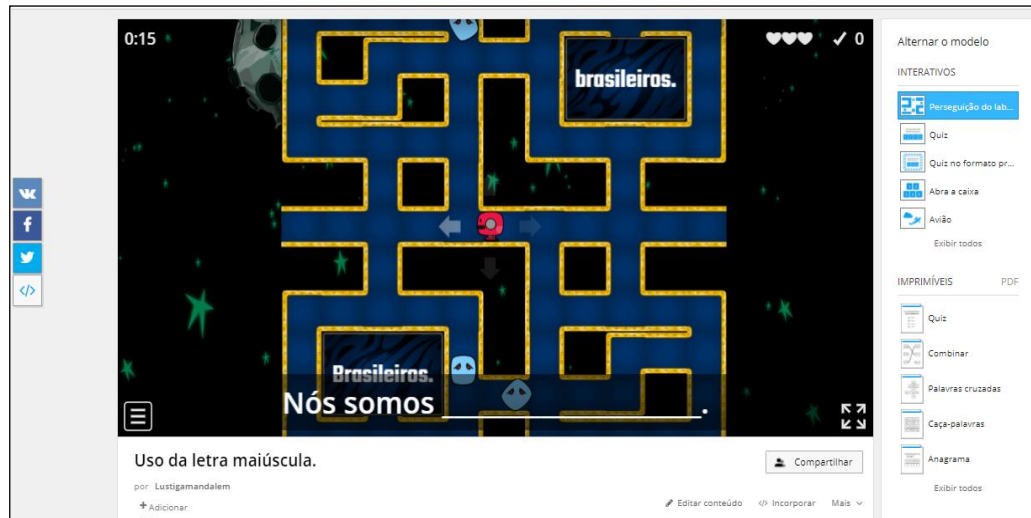 0:15
0
brasileiros.
Brasileiros.
Nós somos ______________________.
Uso da letra maiúscula.
por Lustigamandalem
Adicionar
Compartilhar
Editar conteúdo
Incorporar
Mais
Alternar o modelo
INTERATIVOS
Perseguição do lab...
Quiz
Quiz no formato pr...
Abra a caixa
Avião
Exibir todos
IMPRIMÍVEIS PDF
Quiz
Combinar
Palavras cruzadas
Caça-palavras
Anagrama
Exibir todos